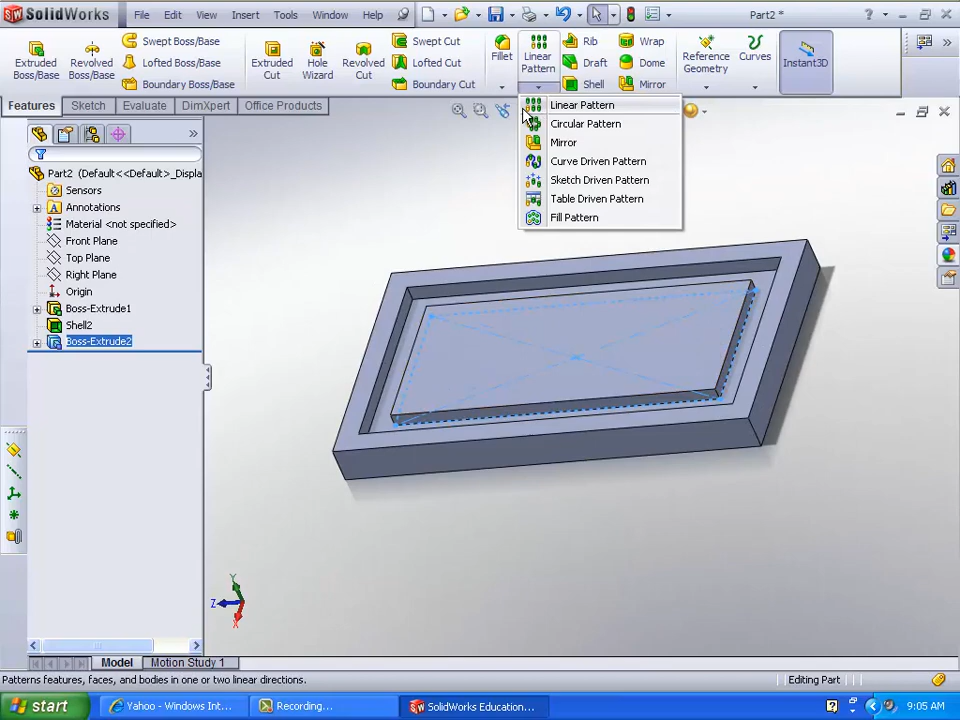 SolidWorks File Edit View Insert Tools Window Help Part2 *
Extruded Boss/Base
Revolved Boss/Base
Swept Boss/Base
Lofted Boss/Base
Boundary Boss/Base
Extruded Cut
Hole Wizard
Revolved Cut
Swept Cut
Lofted Cut
Boundary Cut
Fillet
Linear Pattern
Rib
Draft
Shell
Wrap
Dome
Mirror
Reference Geometry
Curves
Instant3D
Features Sketch Evaluate DimXpert Office Products
Linear Pattern
Circular Pattern
Mirror
Curve Driven Pattern
Sketch Driven Pattern
Table Driven Pattern
Fill Pattern
Part2 (Default<<Default>_Displa
Sensors
Annotations
Material <not specified>
Front Plane
Top Plane
Right Plane
Origin
Boss-Extrude1
Shell2
Boss-Extrude2
Y
Z
X
Model Motion Study 1
Patterns features, faces, and bodies in one or two linear directions. Editing Part
start Yahoo - Windows Int... Recording... SolidWorks Education... 9:05 AM